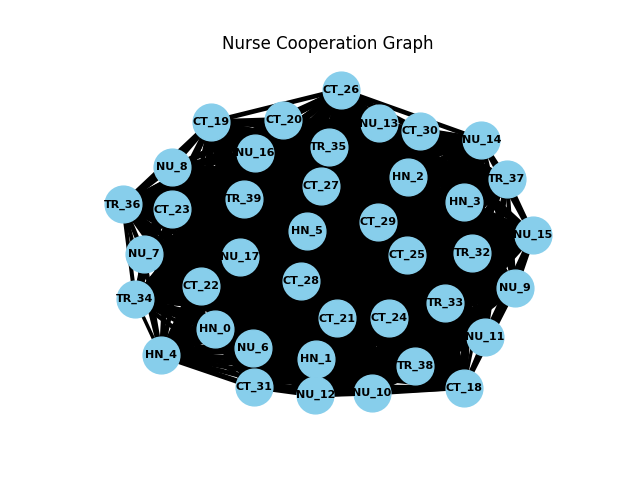 Nurse Cooperation Graph
CT_26
CT_19
CT_20
NU_13
CT_30
NU_14
NU_16
TR_35
NU_8
HN_2
TR_37
CT_27
TR_36
CT_23
TR_39
HN_3
CT_29
HN_5
NU_15
NU_7
NU_17
CT_25
TR_32
CT_28
CT_22
NU_9
TR_34
TR_33
HN_0
CT_21
CT_24
NU_11
HN_4
NU_6
HN_1
TR_38
CT_31
NU_12
NU_10
CT_18